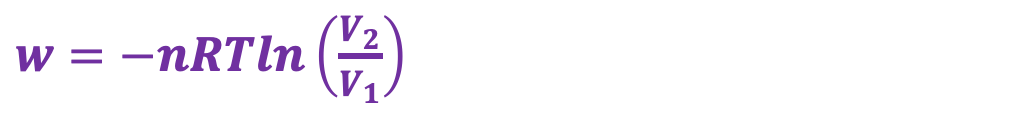 w = −nRTln(V₂/V₁)